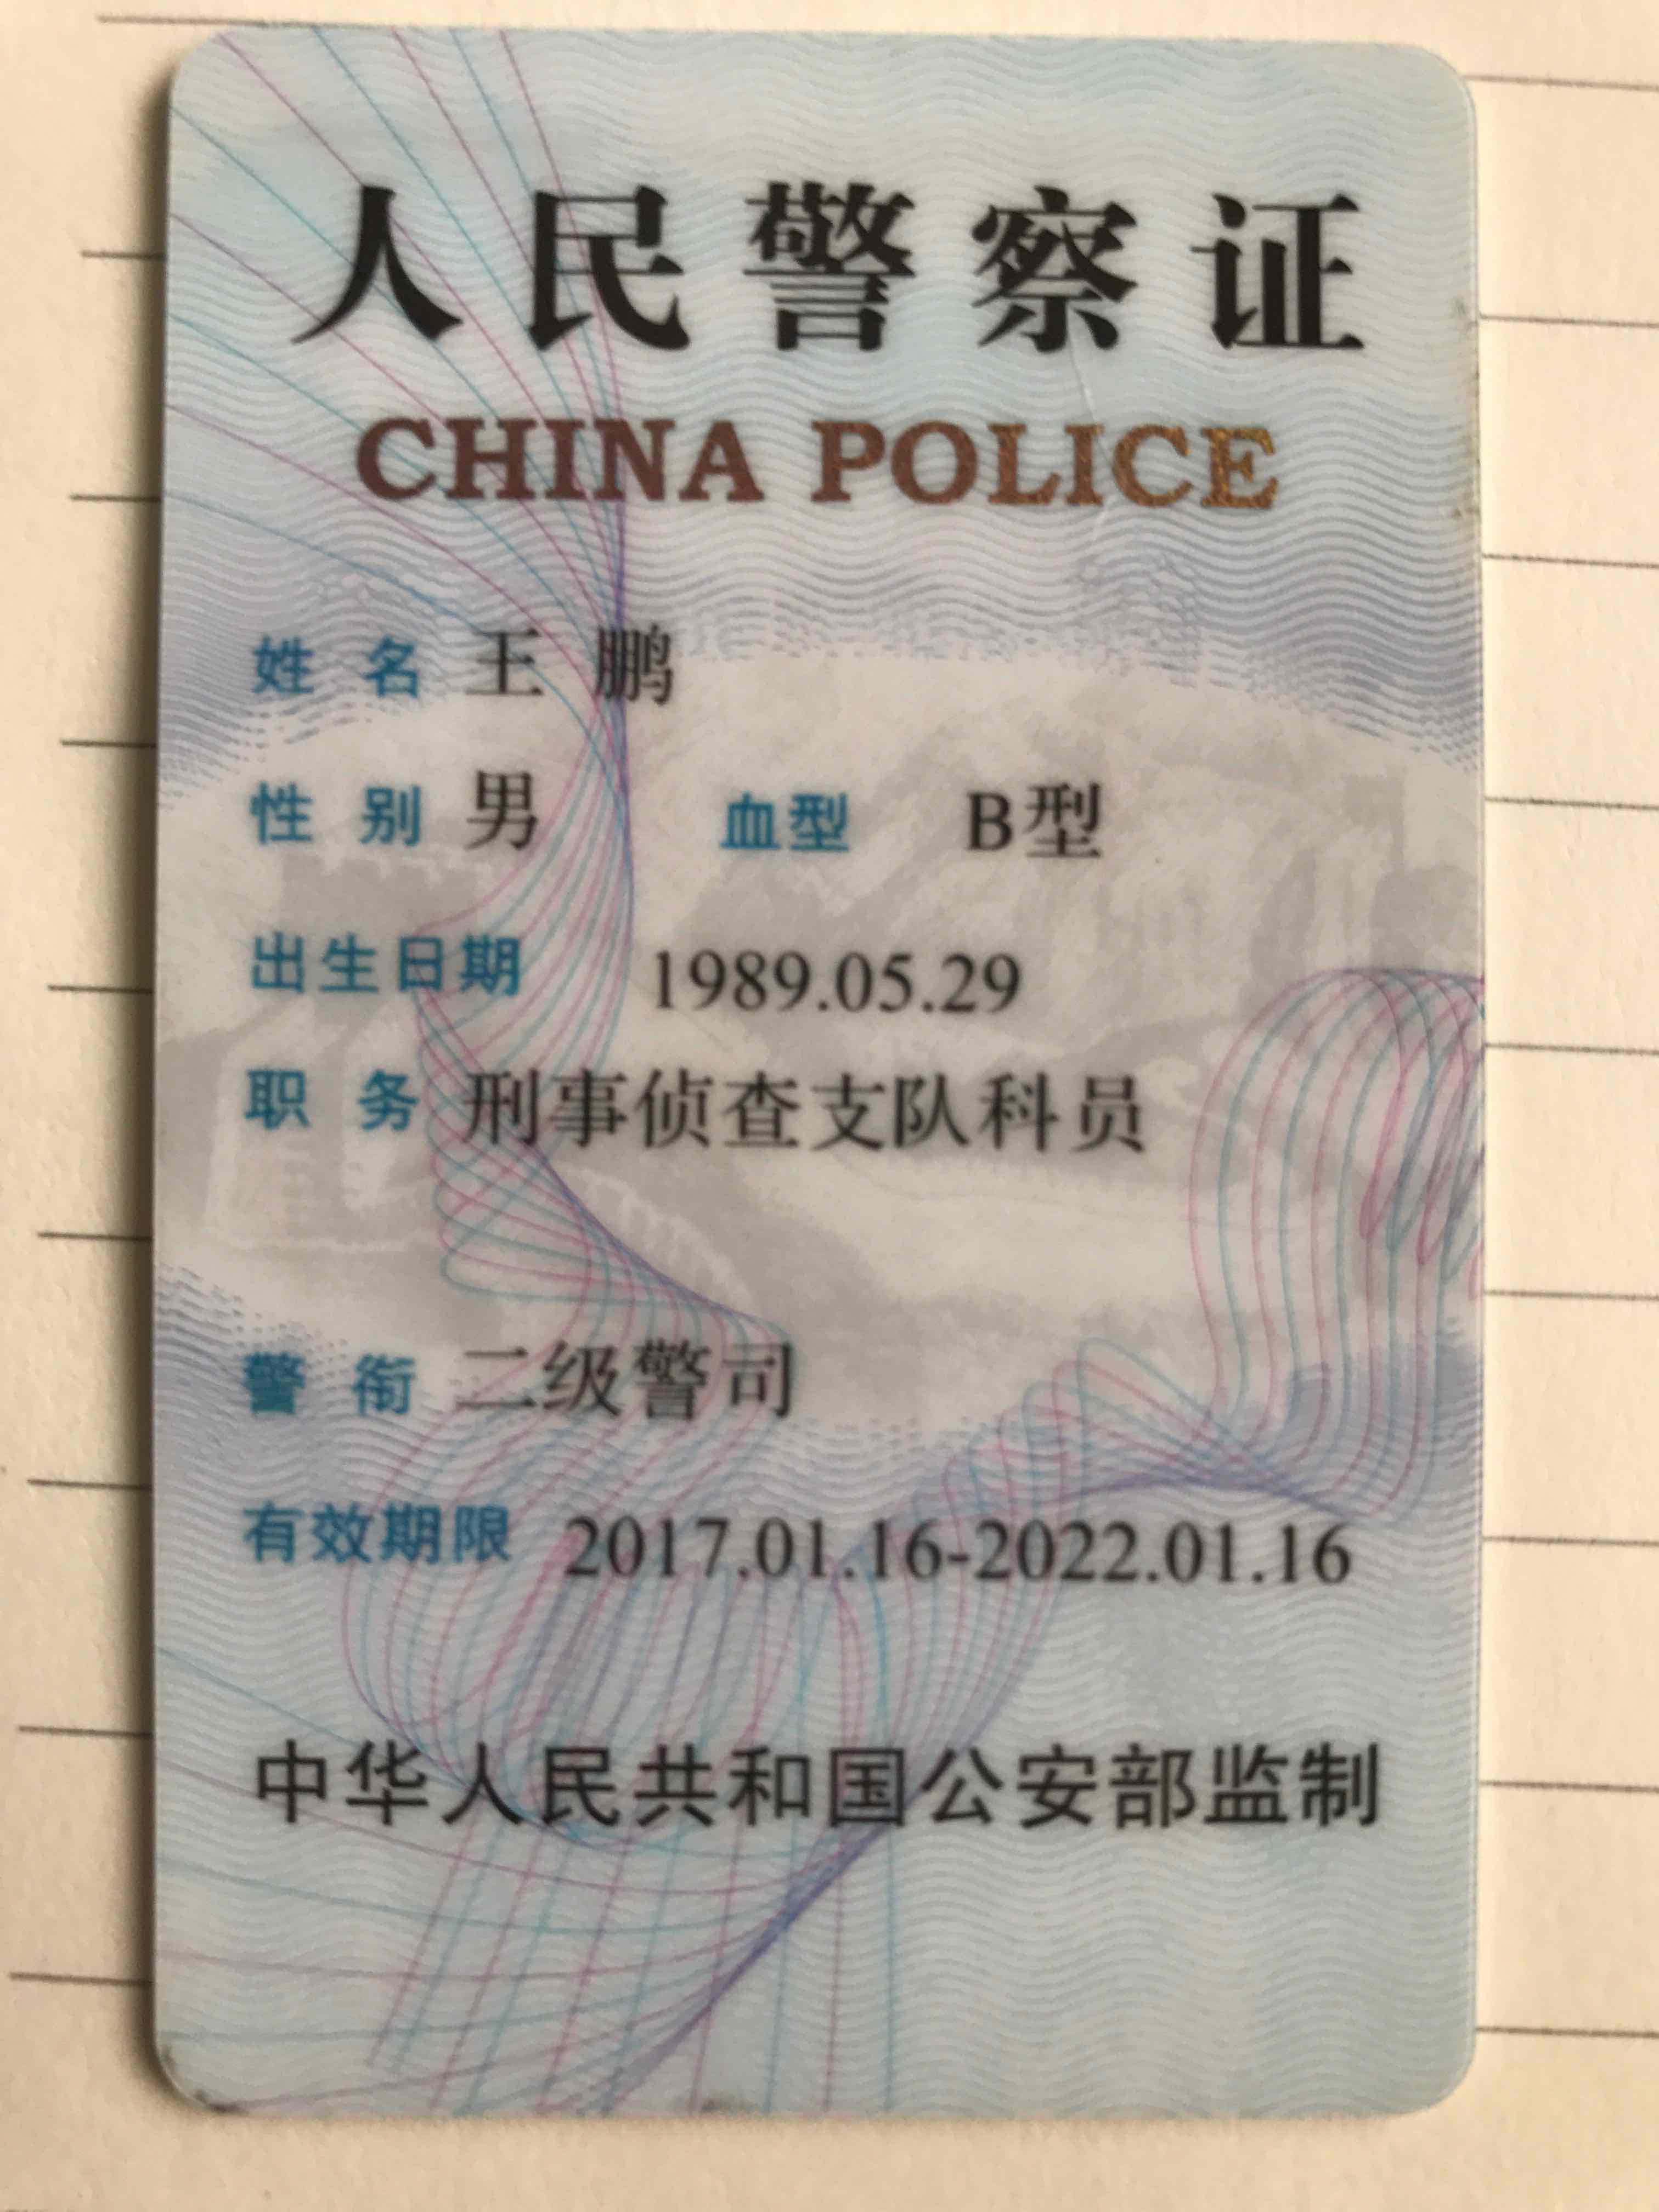 人民警察证
CHINA POLICE
姓 名 王 鹏
性 别 男 血型 B型
出生日期 1989.05.29
职 务 刑事侦查支队科员
警 衔 二级警司
有效期限 2017.01.16-2022.01.16
中华人民共和国公安部监制